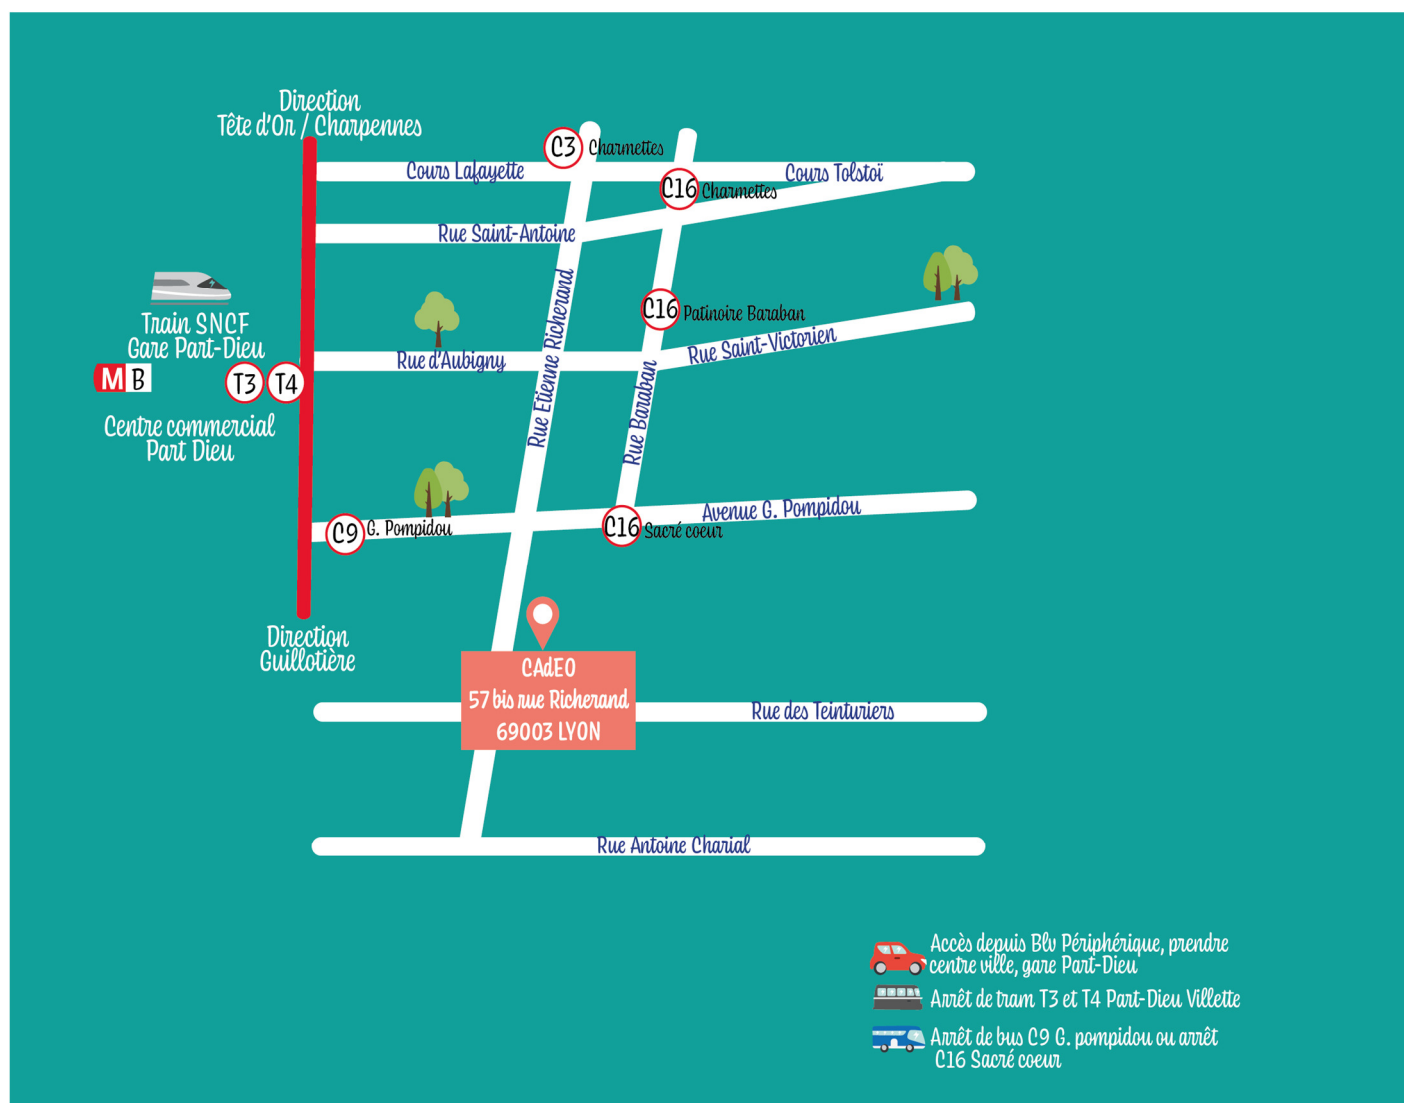 Direction
Tête d'Or / Charpennes
C3 Charmettes
Cours Lafayette
Cours Tolstoï
C16 Charmettes
Rue Saint-Antoine
Train SNCF
Gare Part-Dieu
M B
T3 T4
Centre commercial
Part Dieu
C16 Patinoire Baraban
Rue d'Aubigny
Rue Saint-Victorien
Rue Etienne Richerand
Rue Baraban
C9 G. Pompidou
C16 Sacré coeur
Avenue G. Pompidou
Direction
Guillotière
CAdEO
57 bis rue Richerand
69003 LYON
Rue des Teinturiers
Rue Antoine Charial
Accès depuis Blv Périphérique, prendre
centre ville, gare Part-Dieu
Arrêt de tram T3 et T4 Part-Dieu Villette
Arrêt de bus C9 G. pompidou ou arrêt
C16 Sacré coeur